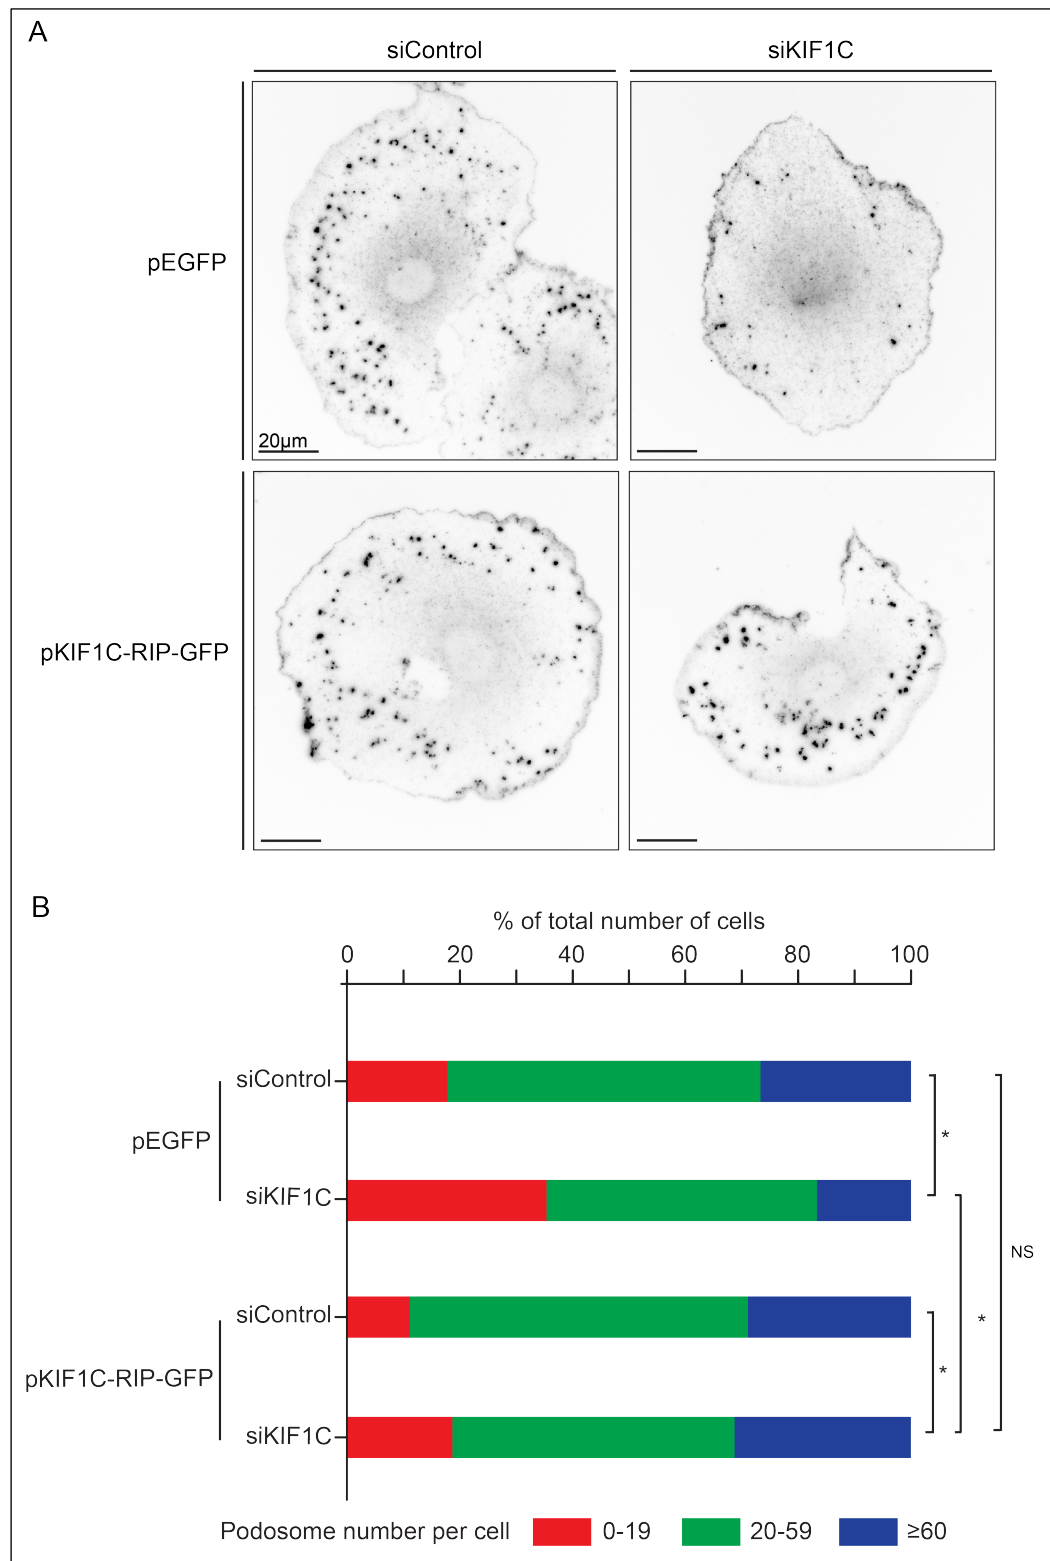 A
siControl
siKIF1C
pEGFP
20µm
pKIF1C-RIP-GFP
B
% of total number of cells
0 20 40 60 80 100
siControl
pEGFP
*
siKIF1C
NS
siControl
*
pKIF1C-RIP-GFP
*
siKIF1C
Podosome number per cell 0-19 20-59 ≥60